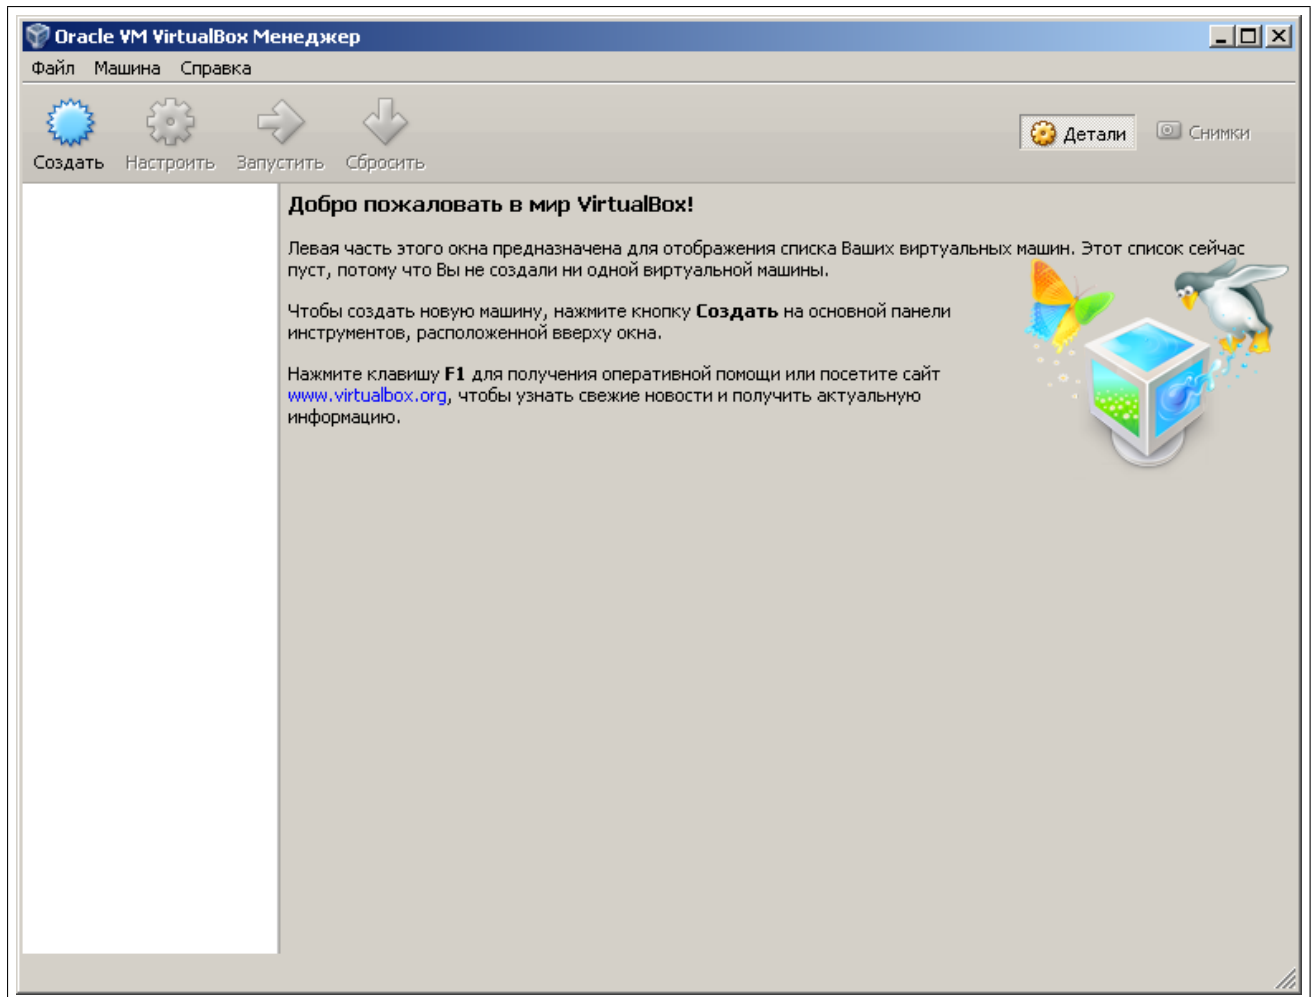 Oracle VM VirtualBox Менеджер
Файл Машина Справка
Создать Настроить Запустить Сбросить
Детали Снимки
Добро пожаловать в мир VirtualBox!
Левая часть этого окна предназначена для отображения списка Ваших виртуальных машин. Этот список сейчас
пуст, потому что Вы не создали ни одной виртуальной машины.
Чтобы создать новую машину, нажмите кнопку Создать на основной панели
инструментов, расположенной вверху окна.
Нажмите клавишу F1 для получения оперативной помощи или посетите сайт
www.virtualbox.org, чтобы узнать свежие новости и получить актуальную
информацию.